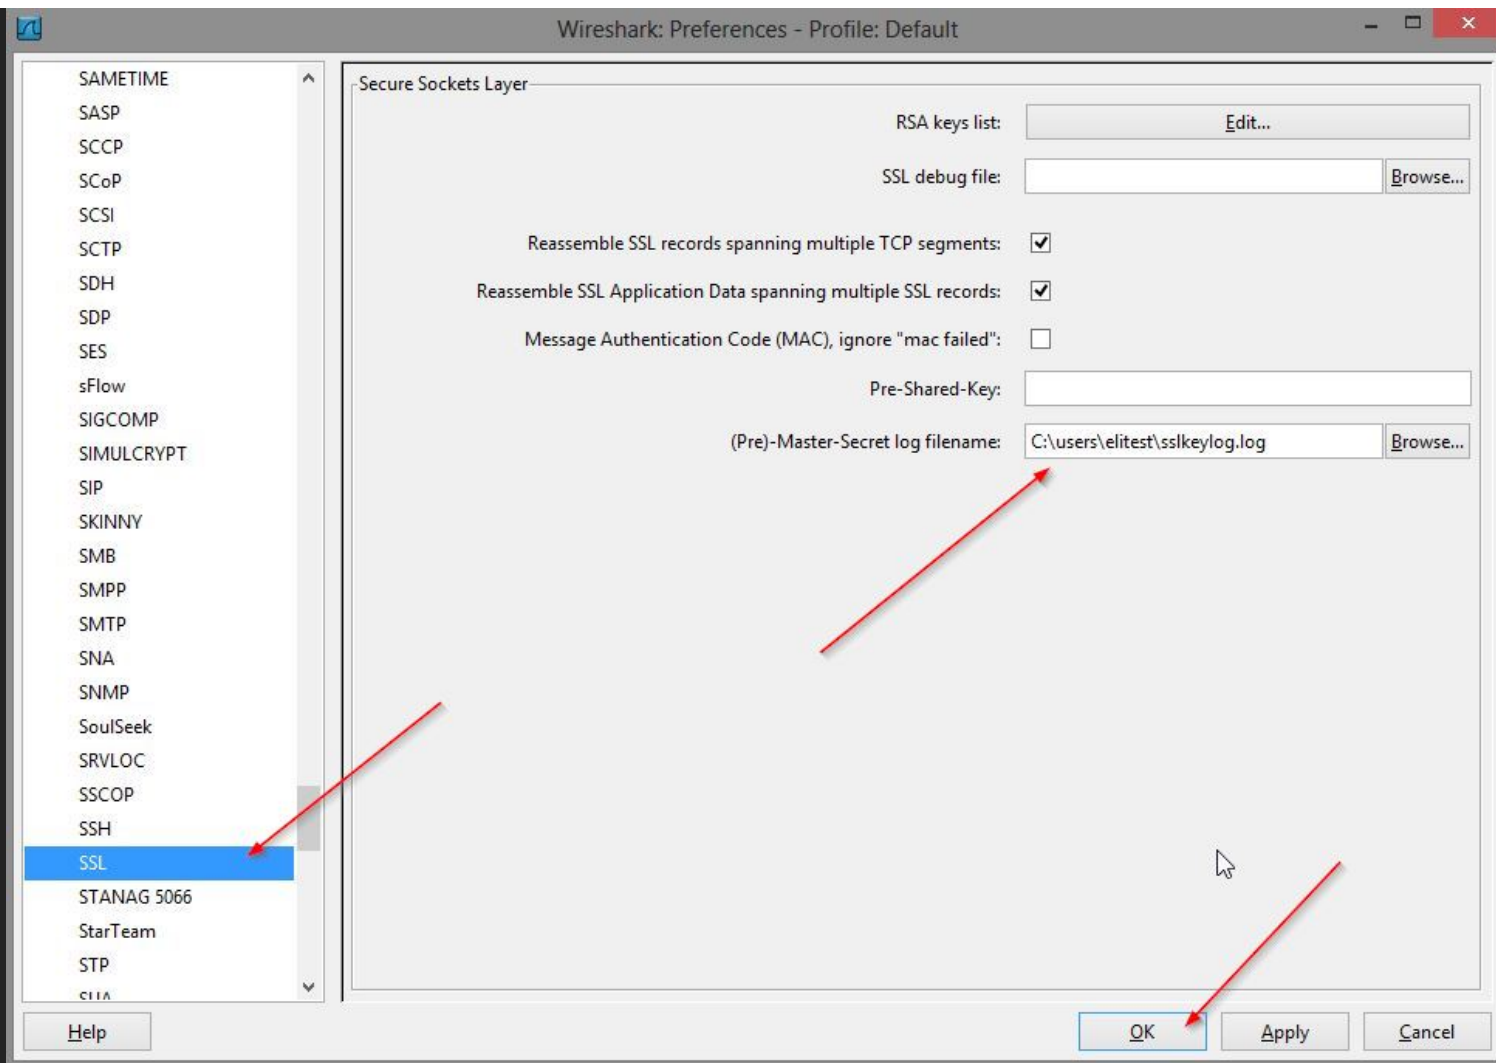 Wireshark: Preferences - Profile: Default
SAMETIME
SASP
SCCP
SCoP
SCSI
SCTP
SDH
SDP
SES
sFlow
SIGCOMP
SIMULCRYPT
SIP
SKINNY
SMB
SMPP
SMTP
SNA
SNMP
SoulSeek
SRVLOC
SSCOP
SSH
SSL
STANAG 5066
StarTeam
STP
Secure Sockets Layer
RSA keys list: Edit...
SSL debug file: Browse...
Reassemble SSL records spanning multiple TCP segments:
Reassemble SSL Application Data spanning multiple SSL records:
Message Authentication Code (MAC), ignore "mac failed":
Pre-Shared-Key:
(Pre)-Master-Secret log filename: C:\users\elitest\sslkeylog.log Browse...
Help OK Apply Cancel